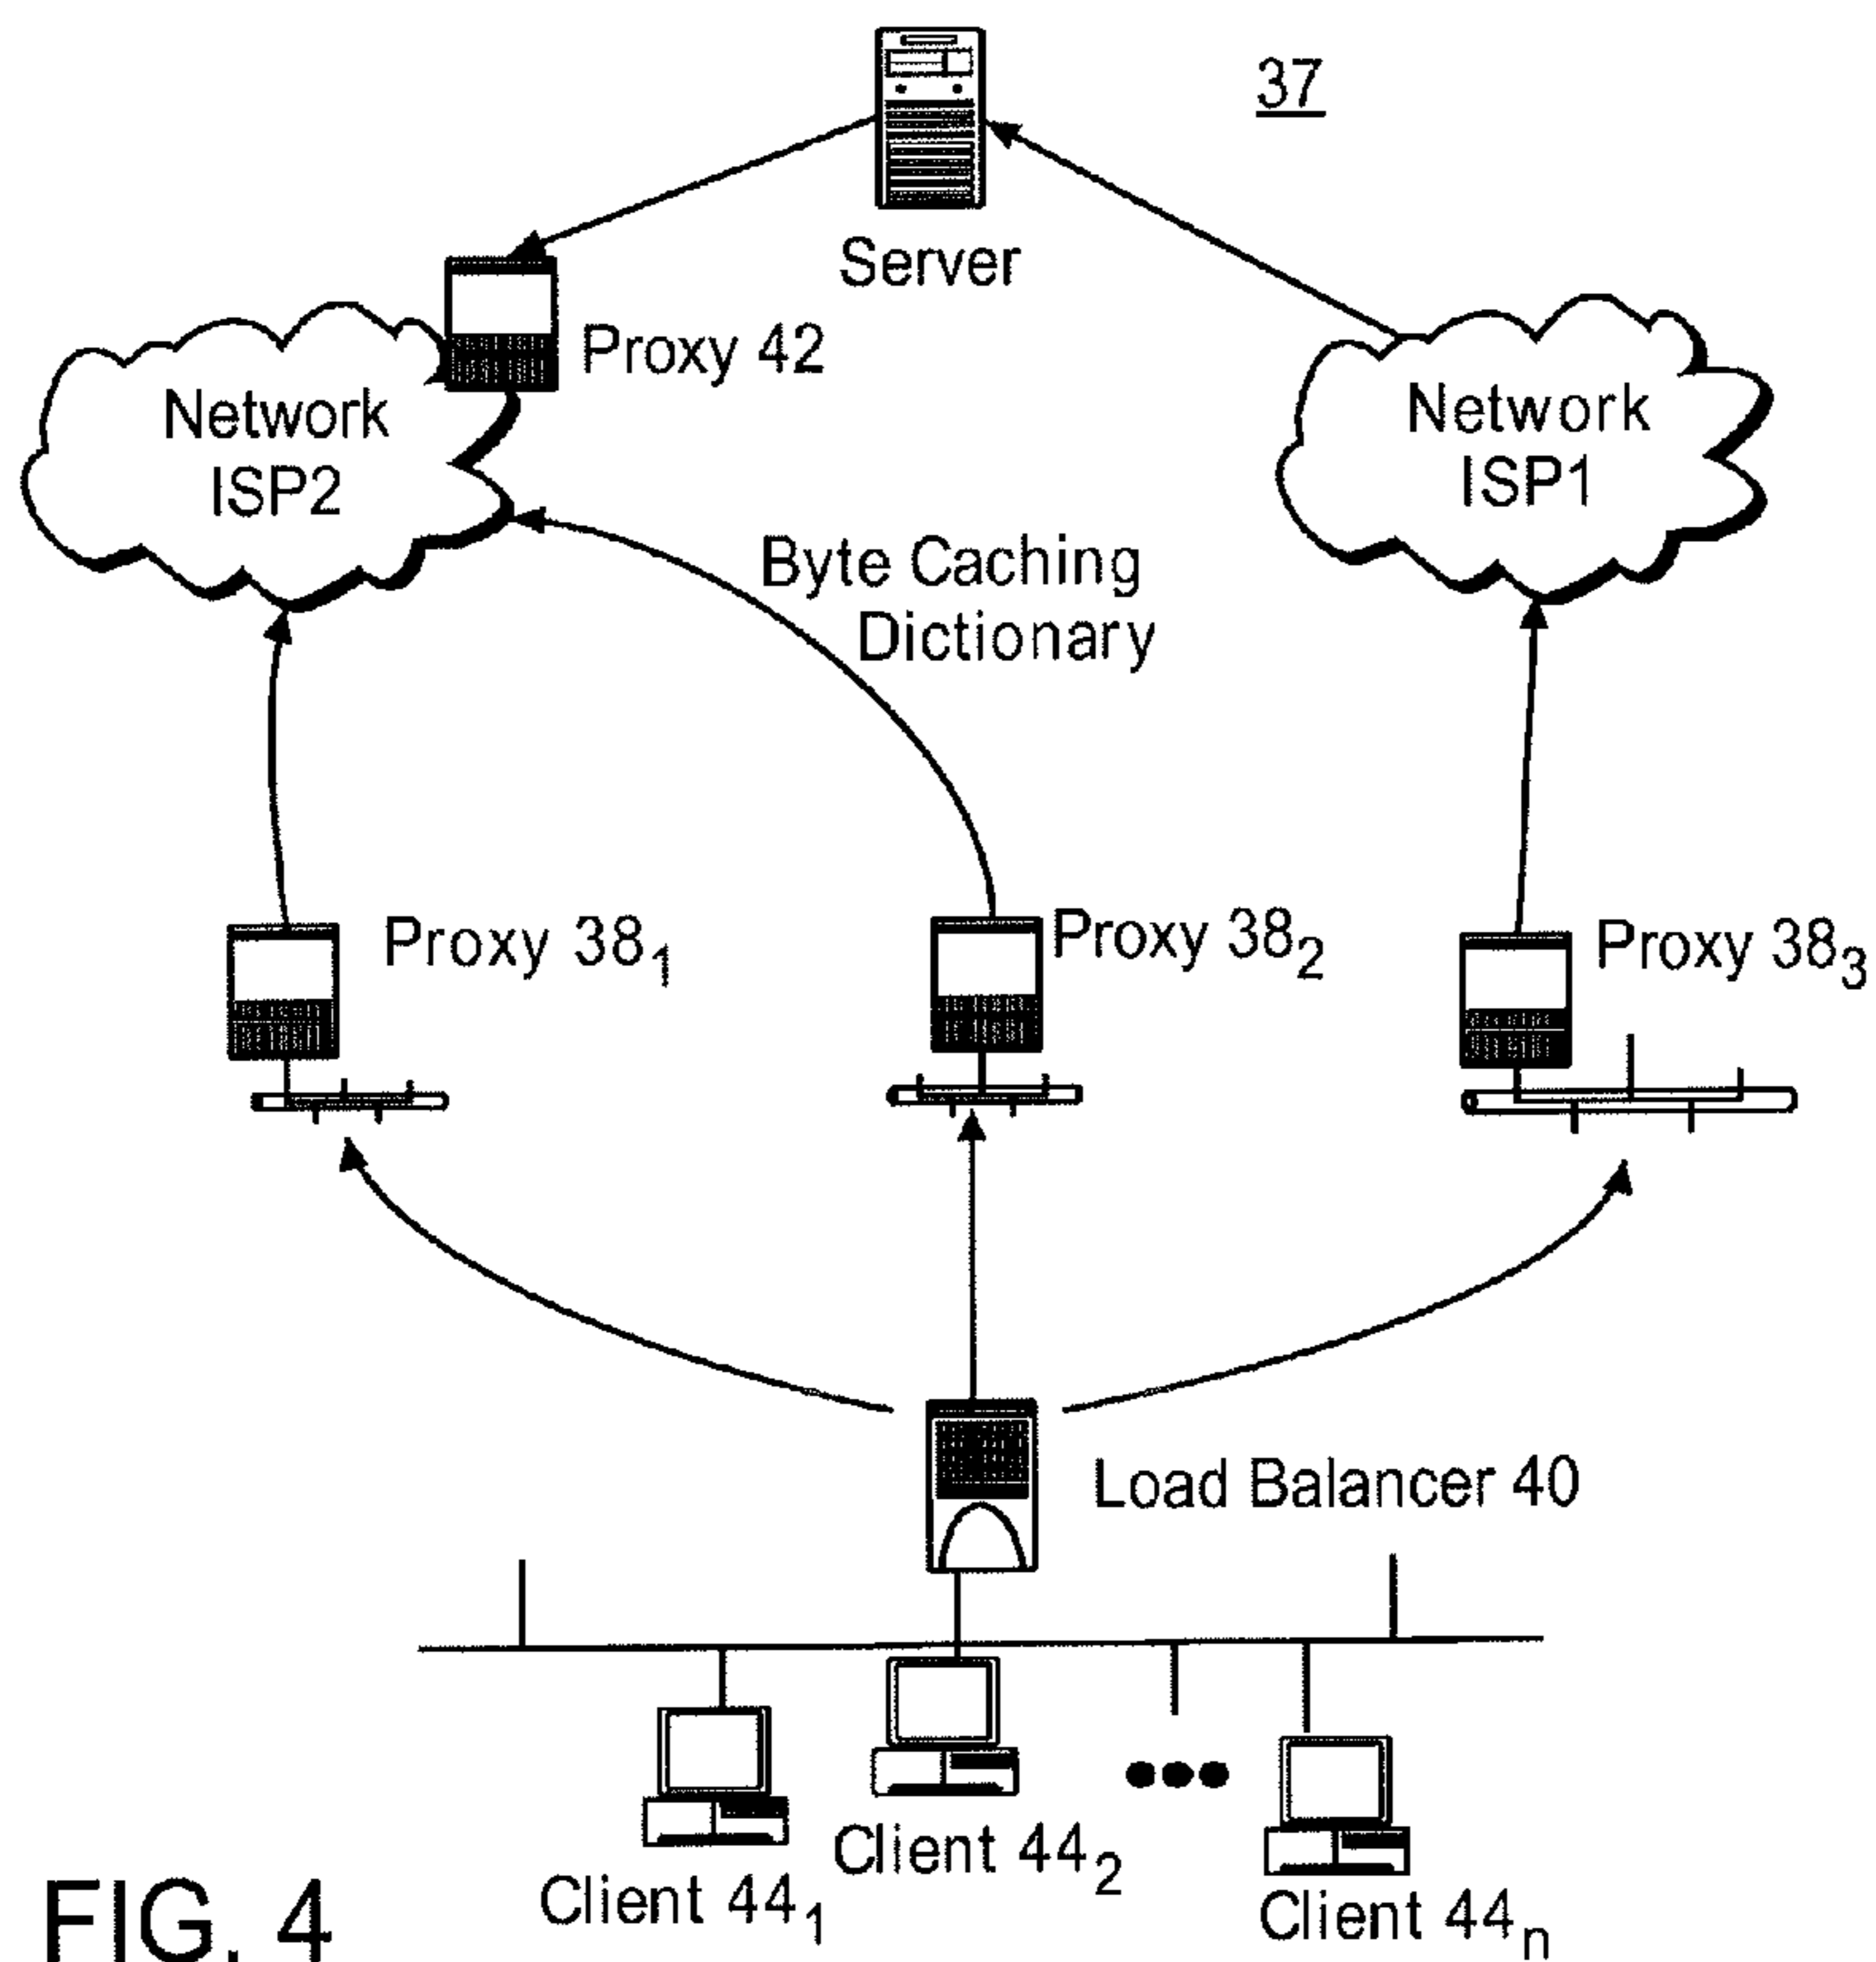 37
Server
Proxy 42
Network
ISP2
Network
ISP1
Byte Caching
Dictionary
Proxy 38₁
Proxy 38₂
Proxy 38₃
Load Balancer 40
Client 44₁
Client 44₂
Client 44ₙ
FIG. 4